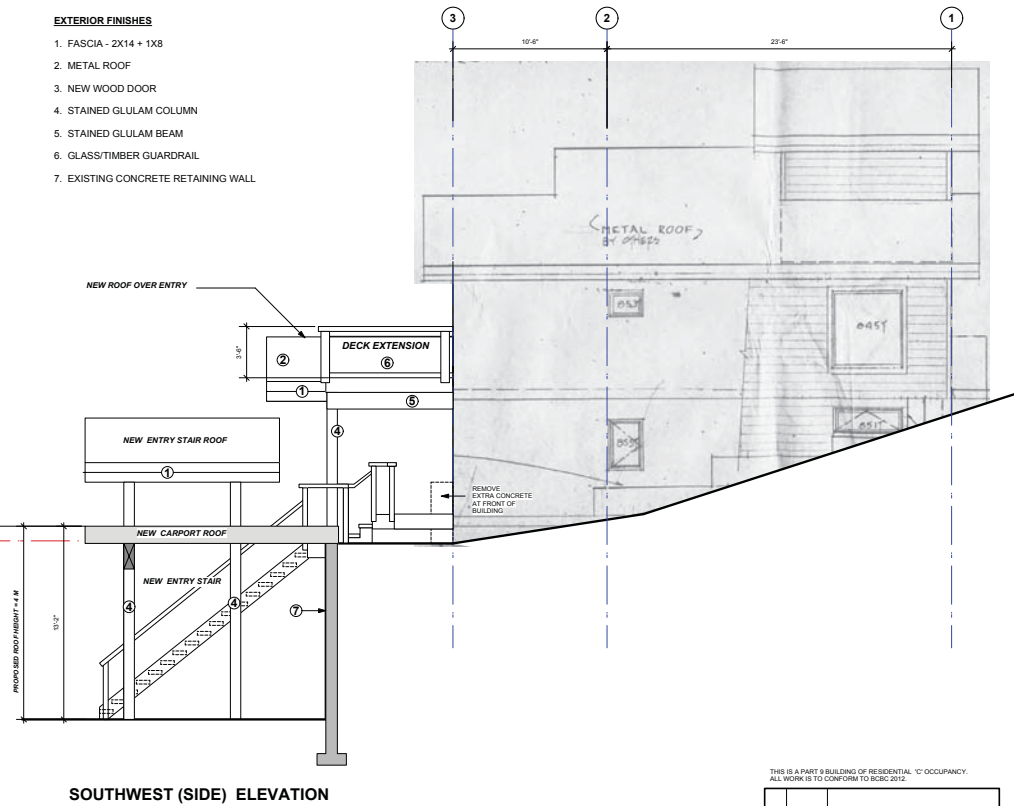 EXTERIOR FINISHES
1. FASCIA - 2X14 + 1X8
2. METAL ROOF
3. NEW WOOD DOOR
4. STAINED GLULAM COLUMN
5. STAINED GLULAM BEAM
6. GLASS/TIMBER GUARDRAIL
7. EXISTING CONCRETE RETAINING WALL
3
2
1
10'-6"
23'-6"
(METAL ROOF)
BY OTHERS
NEW ROOF OVER ENTRY
3'-6"
2
DECK EXTENSION
6
1
5
4
NEW ENTRY STAIR ROOF
1
REMOVE
EXTRA CONCRETE
AT FRONT OF
BUILDING
NEW CARPORT ROOF
NEW ENTRY STAIR
4
4
7
PROPOSED ROOF HEIGHT = 4 M
13'-2"
SOUTHWEST (SIDE) ELEVATION
THIS IS A PART 9 BUILDING OF RESIDENTIAL 'C' OCCUPANCY.
ALL WORK IS TO CONFORM TO BCBC 2012.